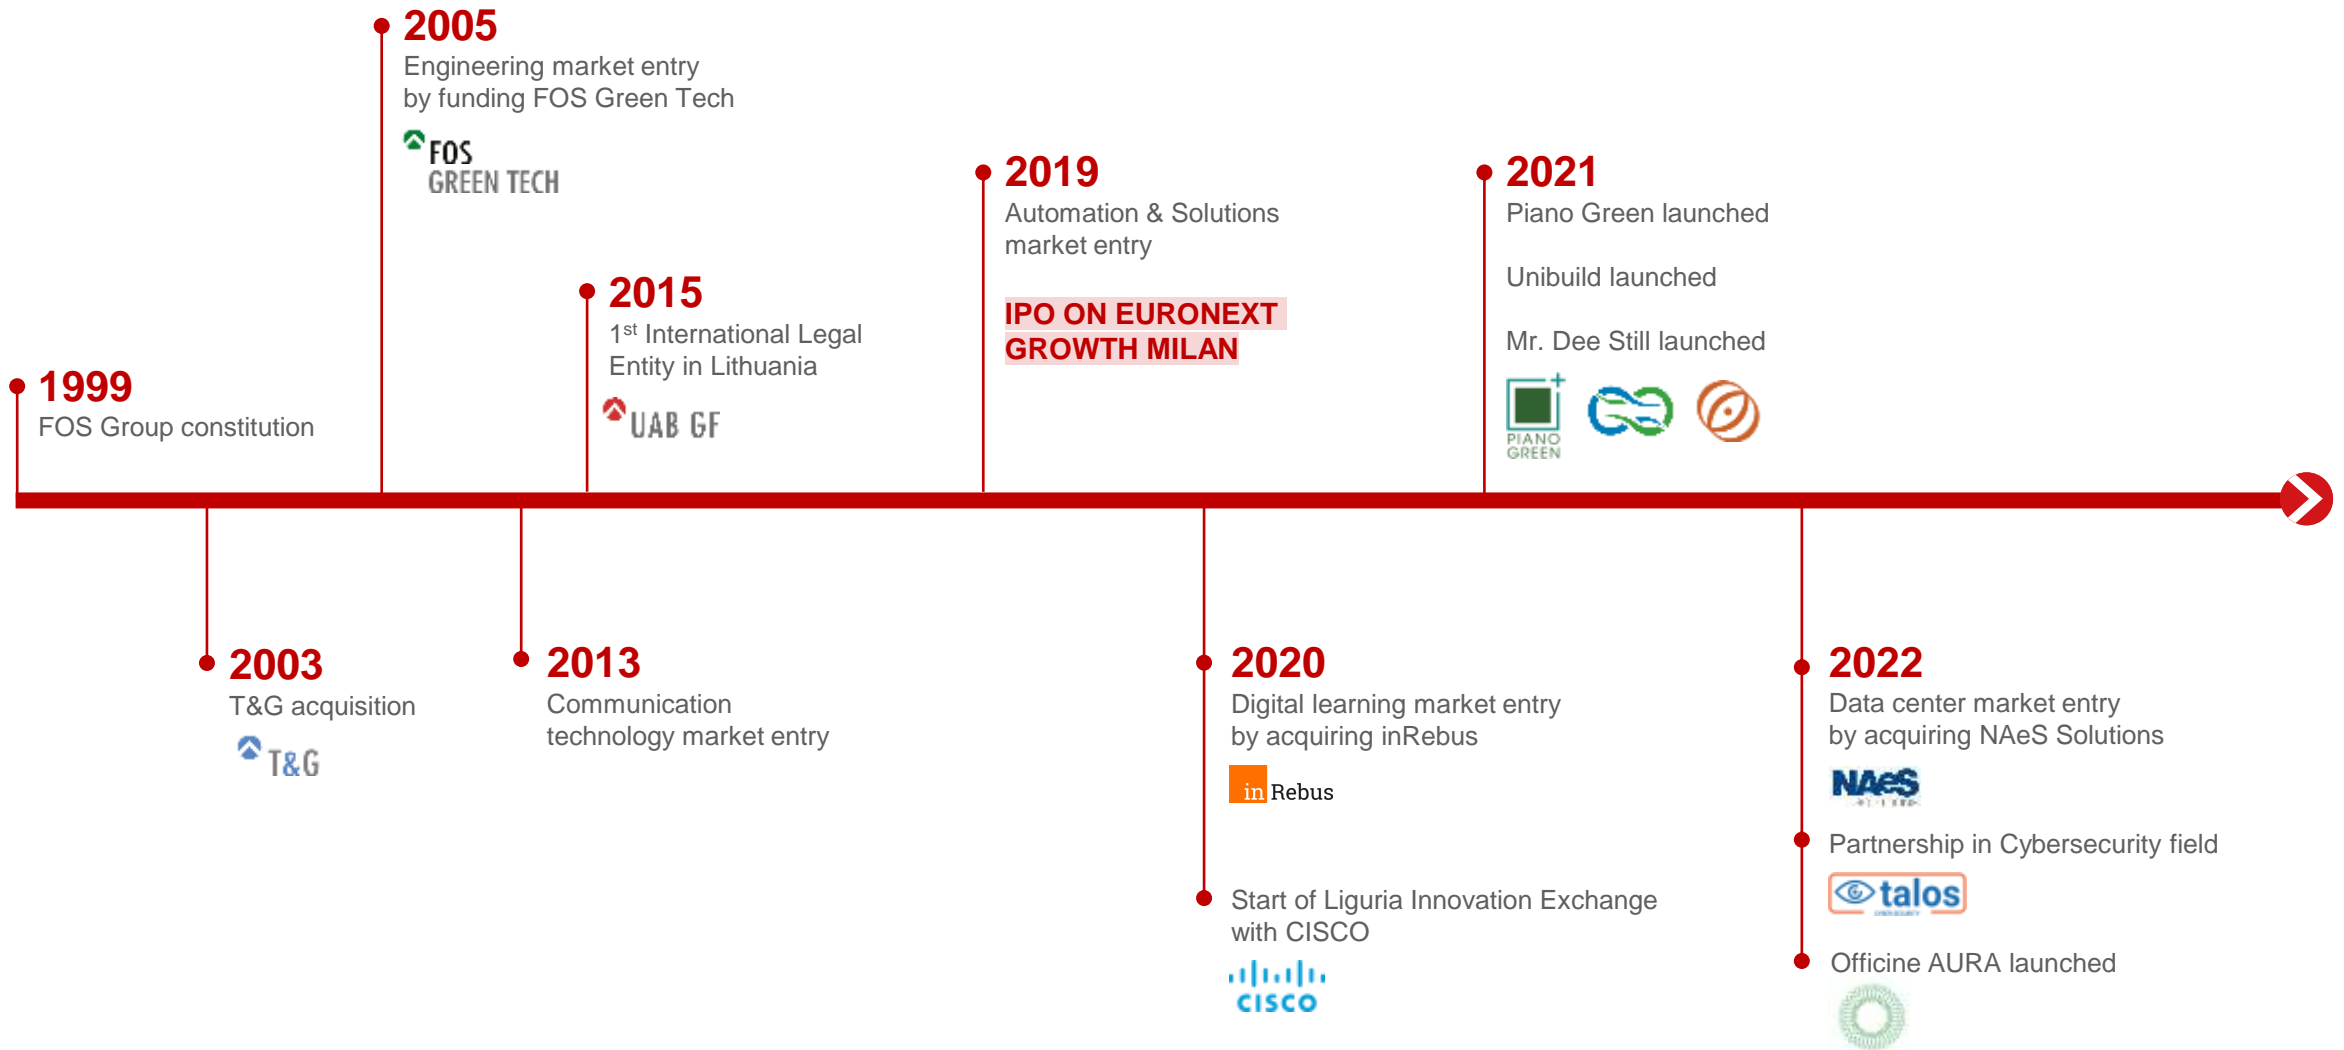 2005
Engineering market entry
by funding FOS Green Tech
FOS
GREEN TECH
2019
Automation & Solutions
market entry
IPO ON EURONEXT
GROWTH MILAN
2021
Piano Green launched
Unibuild launched
Mr. Dee Still launched
PIANO
GREEN
2015
1st International Legal
Entity in Lithuania
UAB GF
1999
FOS Group constitution
2003
T&G acquisition
T&G
2013
Communication
technology market entry
2020
Digital learning market entry
by acquiring inRebus
in Rebus
Start of Liguria Innovation Exchange
with CISCO
CISCO
2022
Data center market entry
by acquiring NAeS Solutions
NAeS
Partnership in Cybersecurity field
talos
Officine AURA launched